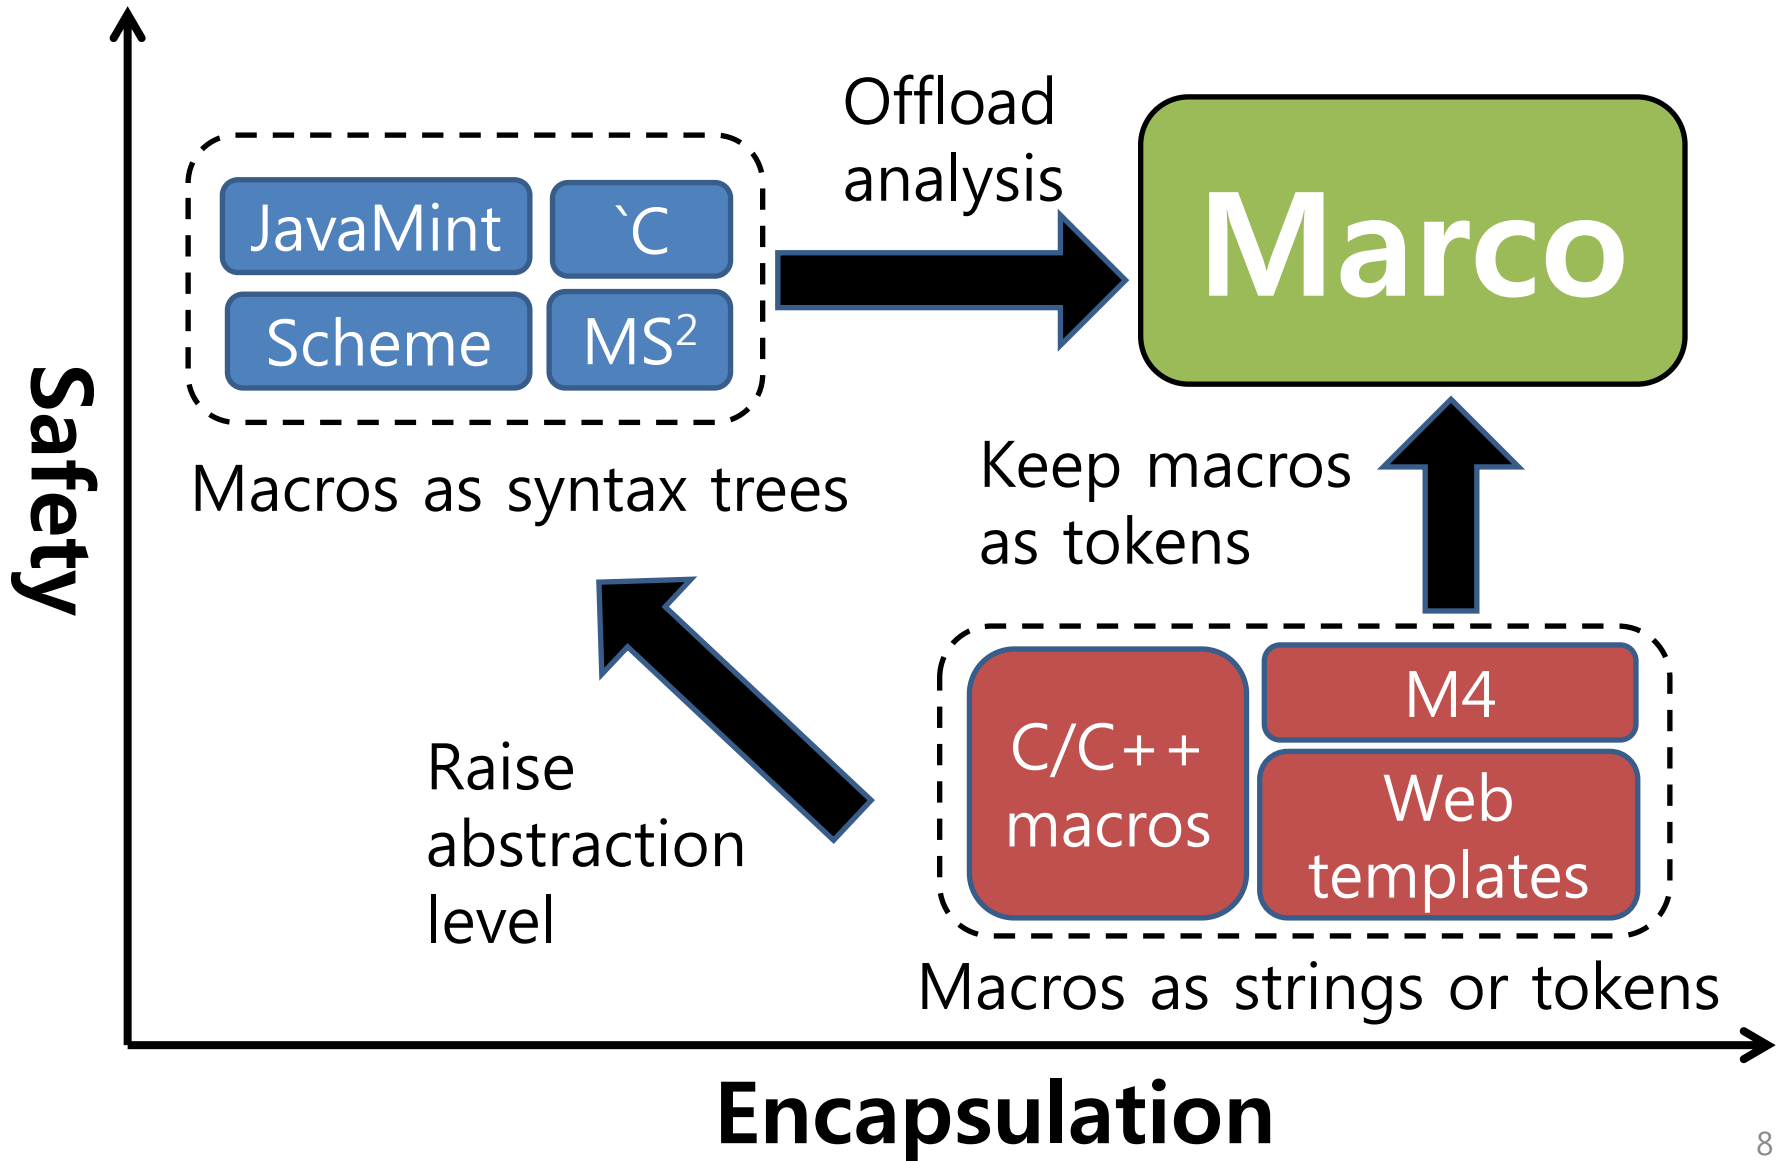 Offload
analysis
Marco
JavaMint
`C
Scheme
MS²
Macros as syntax trees
Safety
Keep macros
as tokens
Raise
abstraction
level
C/C++
macros
M4
Web
templates
Macros as strings or tokens
Encapsulation
8